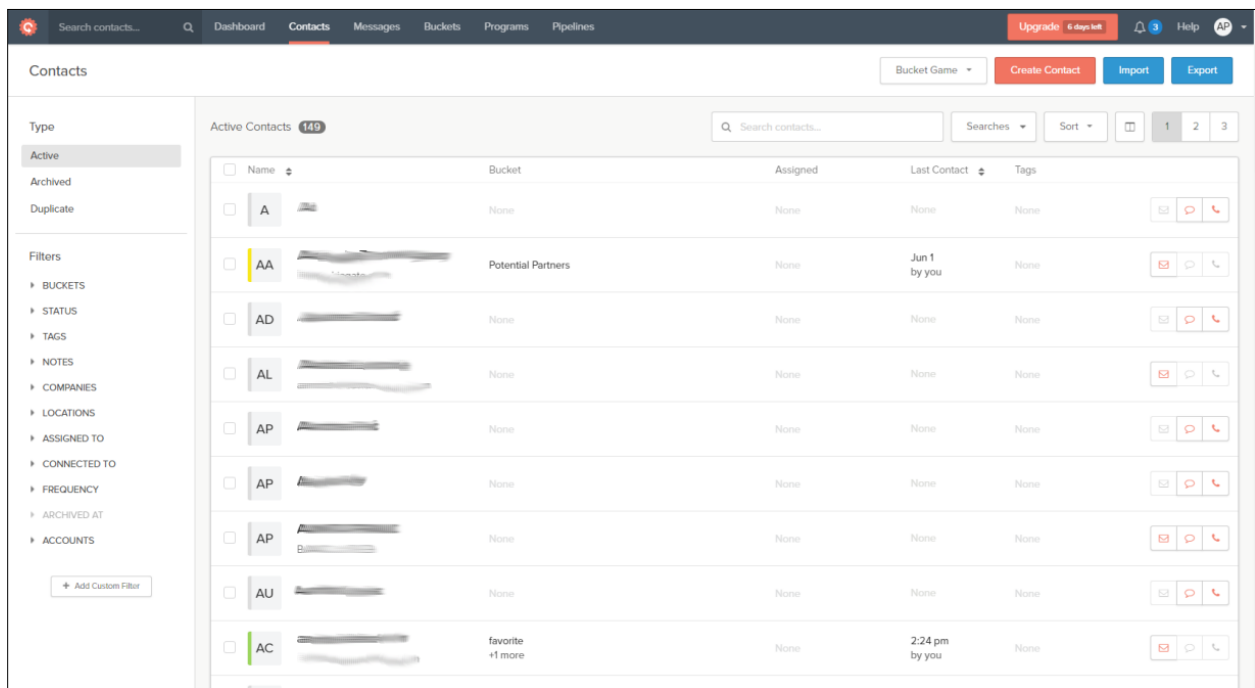 Search contacts... Dashboard Contacts Messages Buckets Programs Pipelines Upgrade 6 days left 3 Help AP
Contacts Bucket Game Create Contact Import Export
Type
Active
Archived
Duplicate
Filters
BUCKETS
STATUS
TAGS
NOTES
COMPANIES
LOCATIONS
ASSIGNED TO
CONNECTED TO
FREQUENCY
ARCHIVED AT
ACCOUNTS
+ Add Custom Filter
Active Contacts 149 Search contacts... Searches Sort 1 2 3
Name Bucket Assigned Last Contact Tags
A None None None None
AA Potential Partners None Jun 1 None
by you
AD None None None None
AL None None None None
AP None None None None
AP None None None None
AP None None None None
AU None None None None
AC favorite None 2:24 pm None
+1 more by you